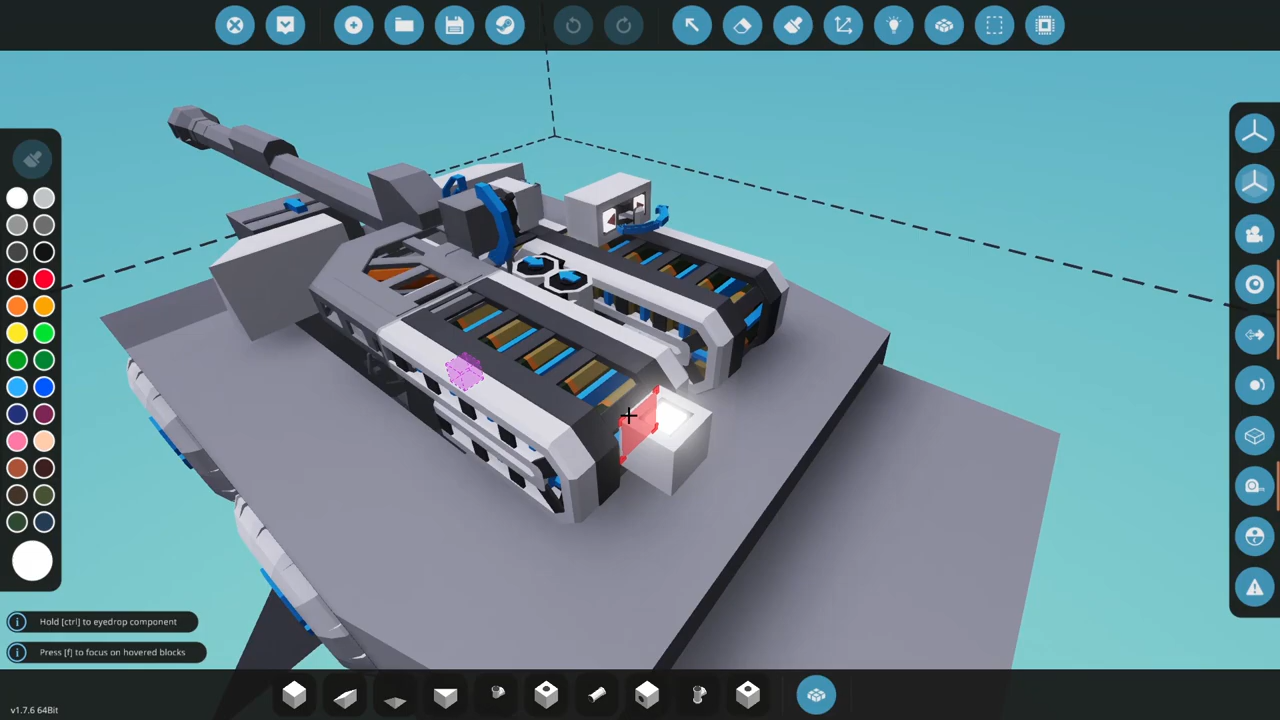 Hold [ctrl] to eyedrop component
Press [f] to focus on hovered blocks
v1.7.6 64Bit